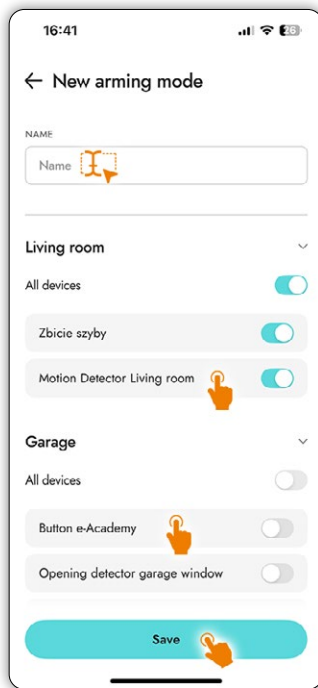 16:41
26
New arming mode
NAME
Name
Living room
All devices
Zbicie szyby
Motion Detector Living room
Garage
All devices
Button e-Academy
Opening detector garage window
Save